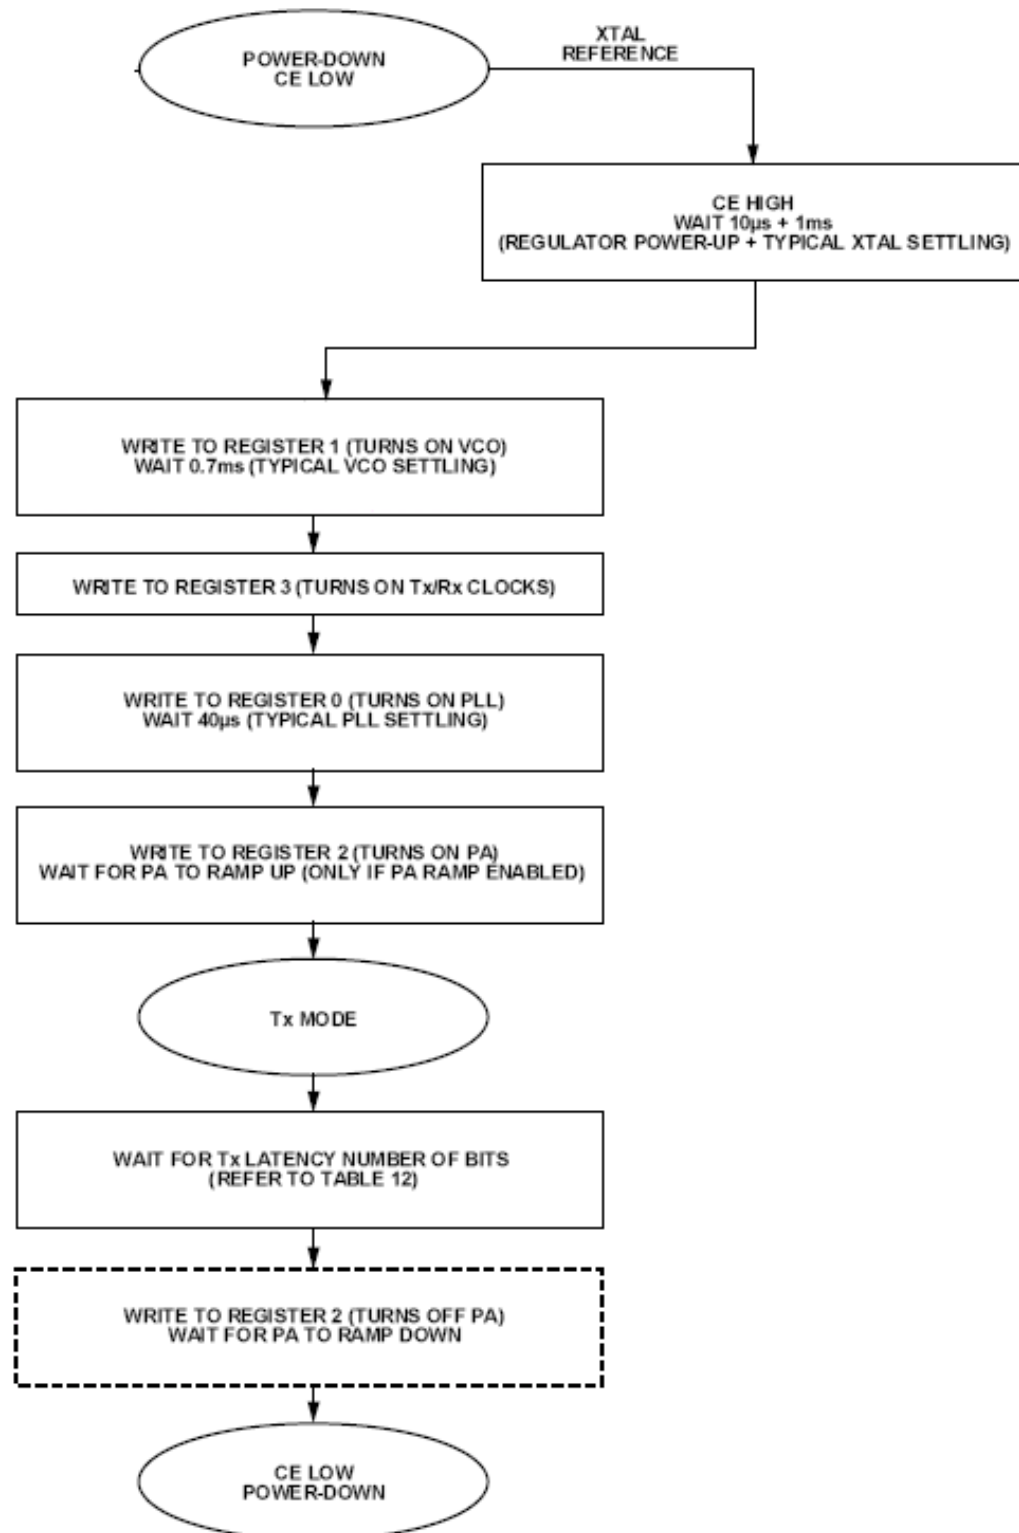 POWER-DOWN
CE LOW
XTAL
REFERENCE
CE HIGH
WAIT 10µs + 1ms
(REGULATOR POWER-UP + TYPICAL XTAL SETTLING)
WRITE TO REGISTER 1 (TURNS ON VCO)
WAIT 0.7ms (TYPICAL VCO SETTLING)
WRITE TO REGISTER 3 (TURNS ON Tx/Rx CLOCKS)
WRITE TO REGISTER 0 (TURNS ON PLL)
WAIT 40µs (TYPICAL PLL SETTLING)
WRITE TO REGISTER 2 (TURNS ON PA)
WAIT FOR PA TO RAMP UP (ONLY IF PA RAMP ENABLED)
Tx MODE
WAIT FOR Tx LATENCY NUMBER OF BITS
(REFER TO TABLE 12)
WRITE TO REGISTER 2 (TURNS OFF PA)
WAIT FOR PA TO RAMP DOWN
CE LOW
POWER-DOWN